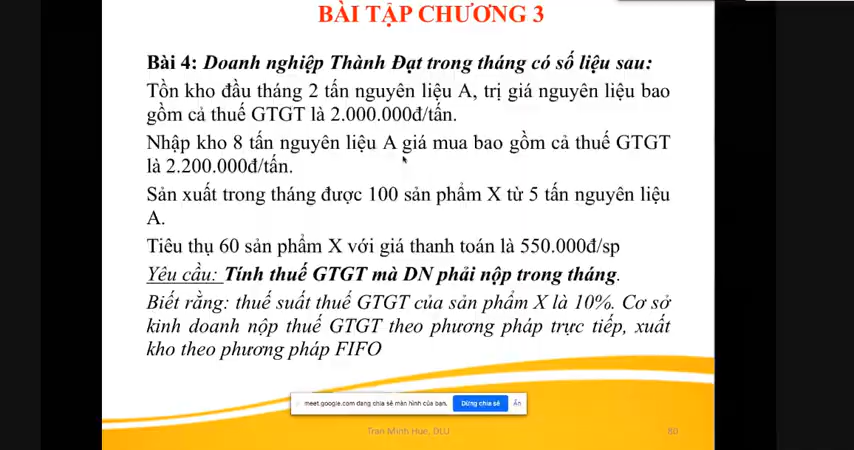 BÀI TẬP CHƯƠNG 3
Bài 4: Doanh nghiệp Thành Đạt trong tháng có số liệu sau:
Tồn kho đầu tháng 2 tấn nguyên liệu A, trị giá nguyên liệu bao
gồm cả thuế GTGT là 2.000.000đ/tấn.
Nhập kho 8 tấn nguyên liệu A giá mua bao gồm cả thuế GTGT
là 2.200.000đ/tấn.
Sản xuất trong tháng được 100 sản phẩm X từ 5 tấn nguyên liệu
A.
Tiêu thụ 60 sản phẩm X với giá thanh toán là 550.000đ/sp
Yêu cầu: Tính thuế GTGT mà DN phải nộp trong tháng.
Biết rằng: thuế suất thuế GTGT của sản phẩm X là 10%. Cơ sở
kinh doanh nộp thuế GTGT theo phương pháp trực tiếp, xuất
kho theo phương pháp FIFO
meet.google.com đang chia sẻ màn hình của bạn. Dừng chia sẻ Ẩn
Tran Minh Hue, DLU 80